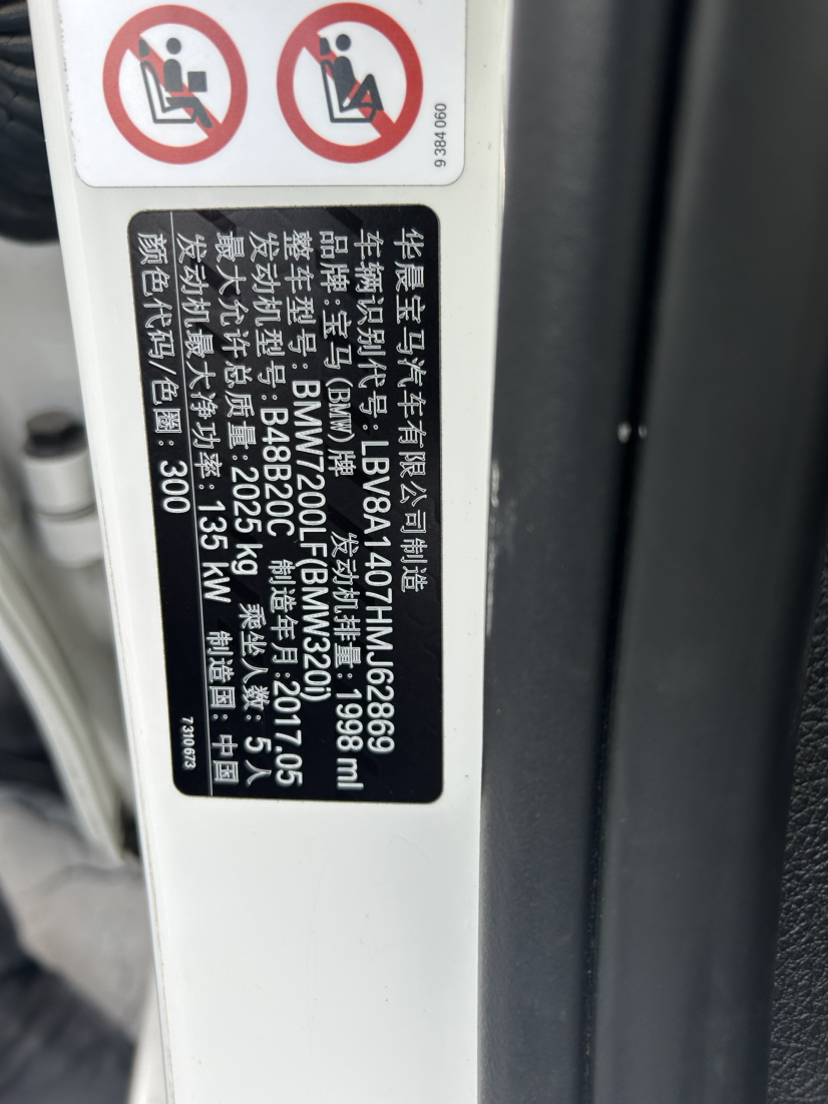 9 384 060
华晨宝马汽车有限公司制造
车辆识别代号: LBV8A1407HMJ62869
品牌:宝马(BMW)牌 发动机排量:1998 ml
整车型号: BMW7200LF(BMW320i)
发动机型号:B48B20C 制造年月:2017.05
最大允许总质量:2025 kg 乘坐人数: 5 人
发动机最大净功率: 135 kW 制造国: 中国
颜色代码/色圈: 300
7 310 673